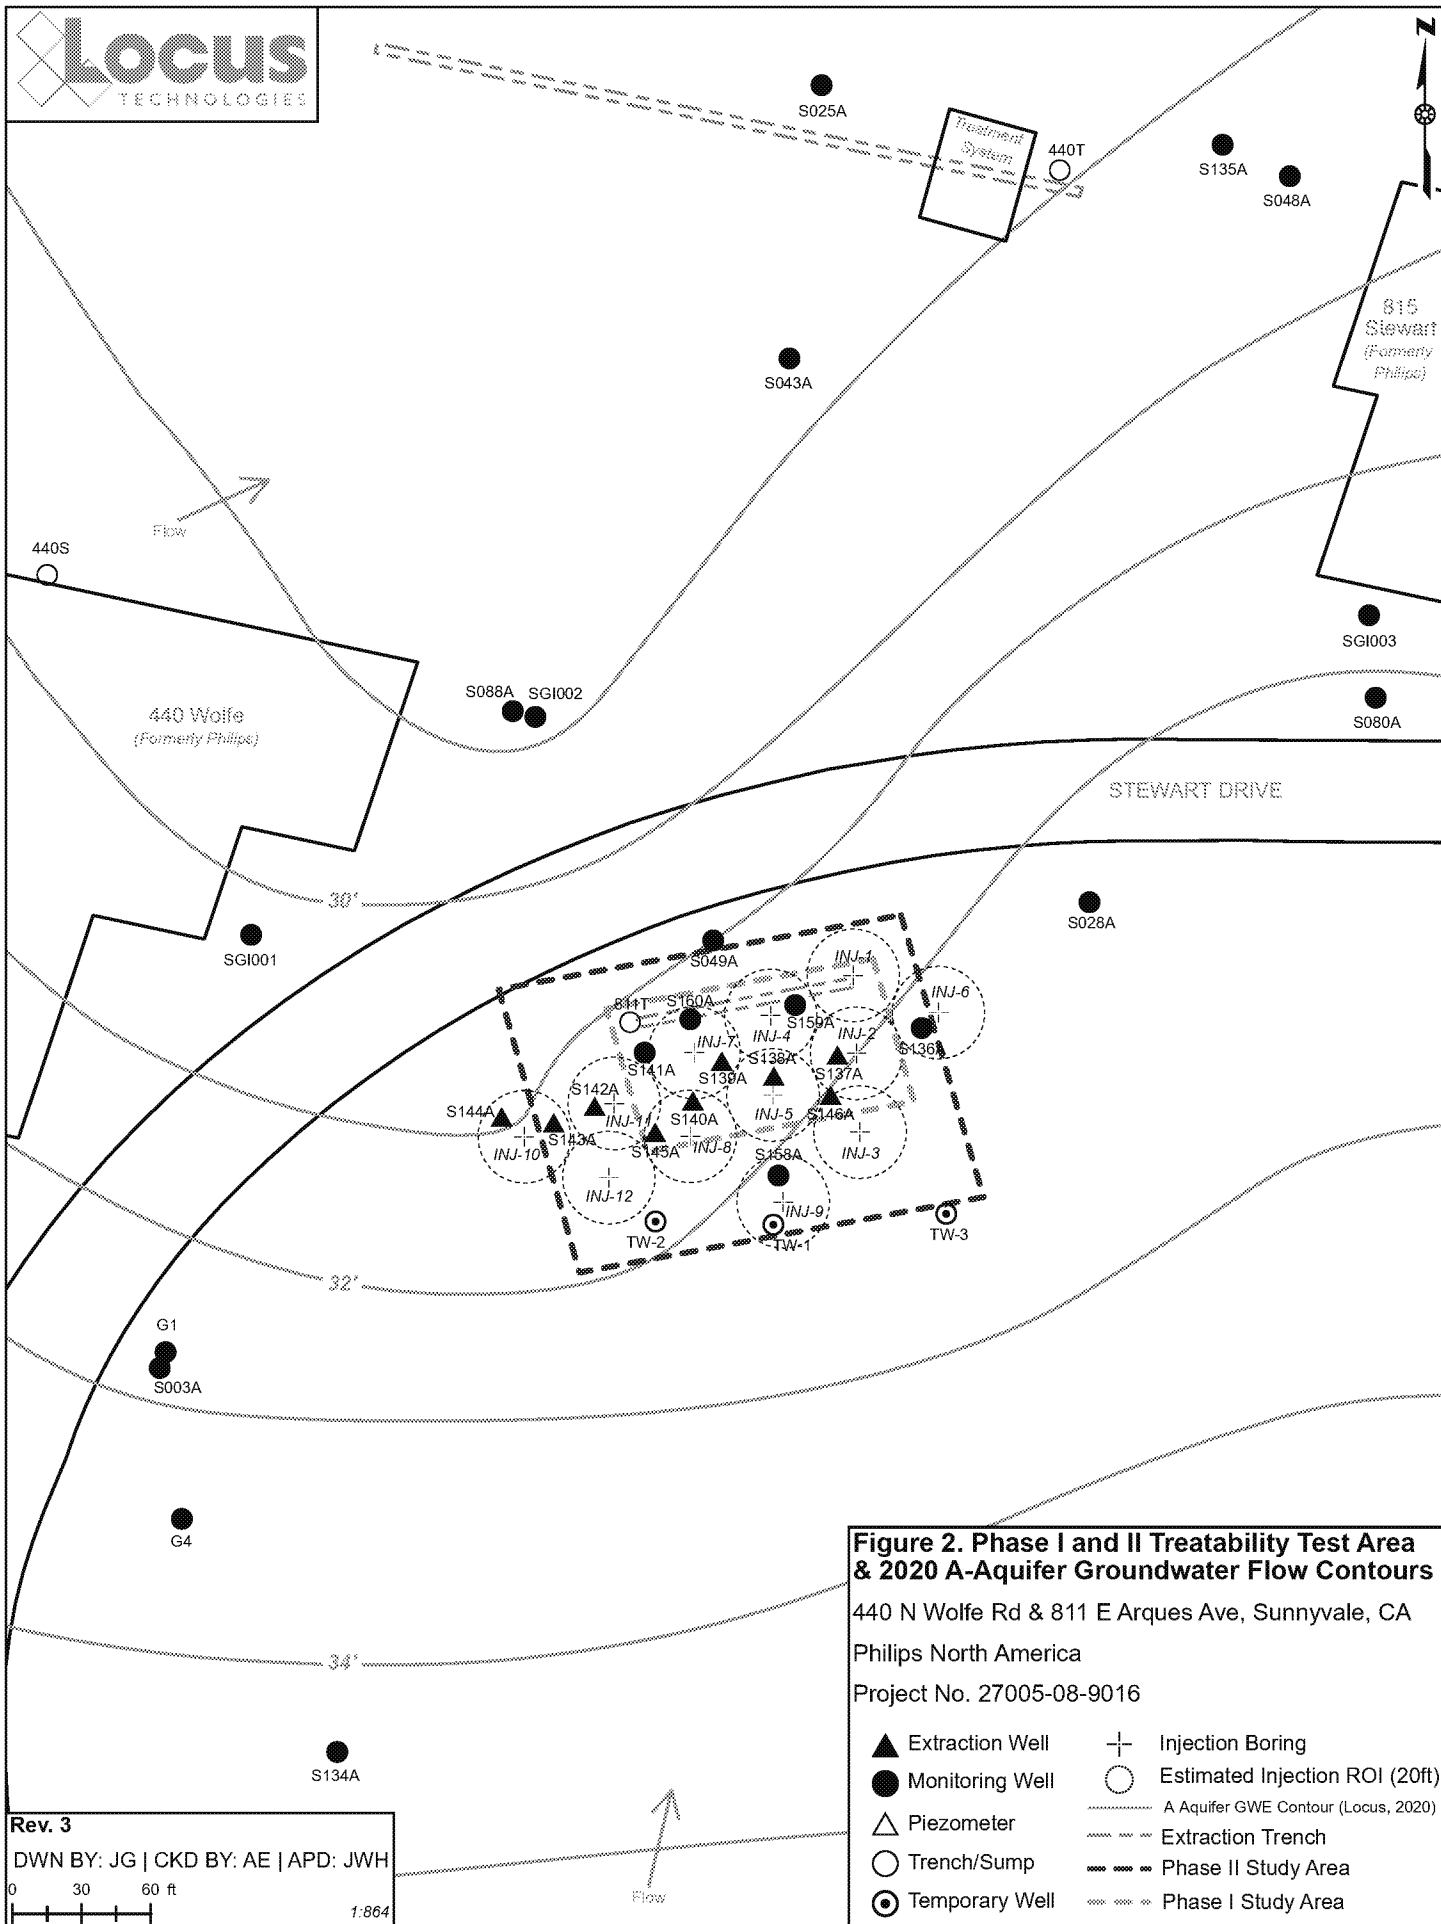 Locus
TECHNOLOGIES
N
S025A
Treatment
System
440T
S135A
S048A
815
Stewart
(Formerly
Philips)
S043A
Flow
440S
SGI003
S088A
SGI002
S080A
440 Wolfe
(Formerly Philips)
STEWART DRIVE
30'
S028A
SGI001
S049A
INJ-1
INJ-6
811T
S160A
S159A
INJ-4
INJ-2
S136A
INJ-7
S141A
S139A
S138A
S137A
S142A
S144A
INJ-11
S140A
INJ-5
S146A
S143A
INJ-10
S145A
INJ-8
S158A
INJ-3
INJ-12
INJ-9
TW-2
TW-1
TW-3
32'
G1
S003A
G4
34'
S134A
Flow
Figure 2. Phase I and II Treatability Test Area
& 2020 A-Aquifer Groundwater Flow Contours
440 N Wolfe Rd & 811 E Arques Ave, Sunnyvale, CA
Philips North America
Project No. 27005-08-9016
Extraction Well
Monitoring Well
Piezometer
Trench/Sump
Temporary Well
Injection Boring
Estimated Injection ROI (20ft)
A Aquifer GWE Contour (Locus, 2020)
Extraction Trench
Phase II Study Area
Phase I Study Area
Rev. 3
DWN BY: JG | CKD BY: AE | APD: JWH
0 30 60 ft
1:864